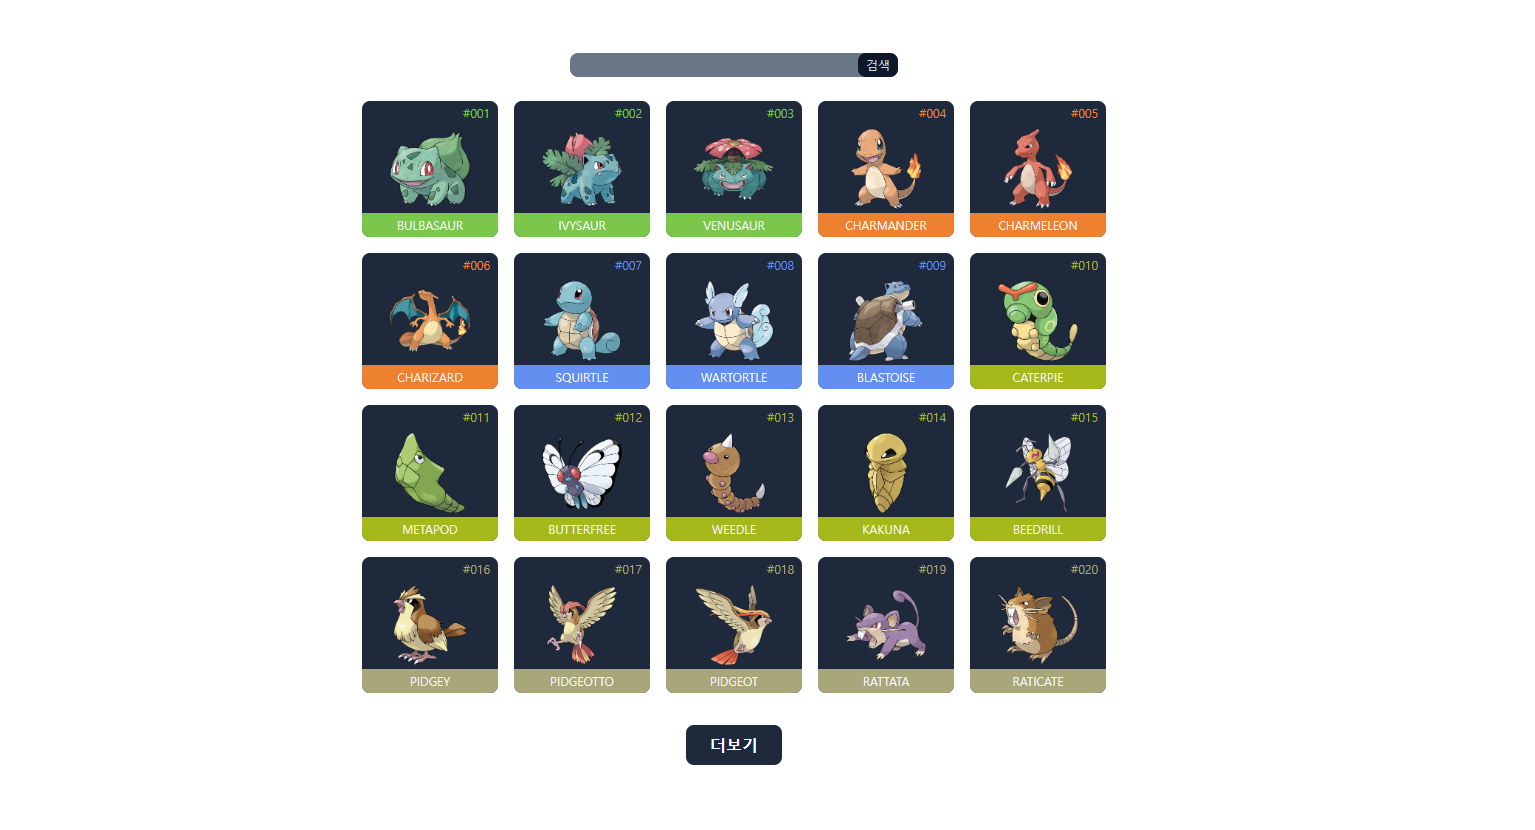 검색
#001
BULBASAUR
#002
IVYSAUR
#003
VENUSAUR
#004
CHARMANDER
#005
CHARMELEON
#006
CHARIZARD
#007
SQUIRTLE
#008
WARTORTLE
#009
BLASTOISE
#010
CATERPIE
#011
METAPOD
#012
BUTTERFREE
#013
WEEDLE
#014
KAKUNA
#015
BEEDRILL
#016
PIDGEY
#017
PIDGEOTTO
#018
PIDGEOT
#019
RATTATA
#020
RATICATE
더보기